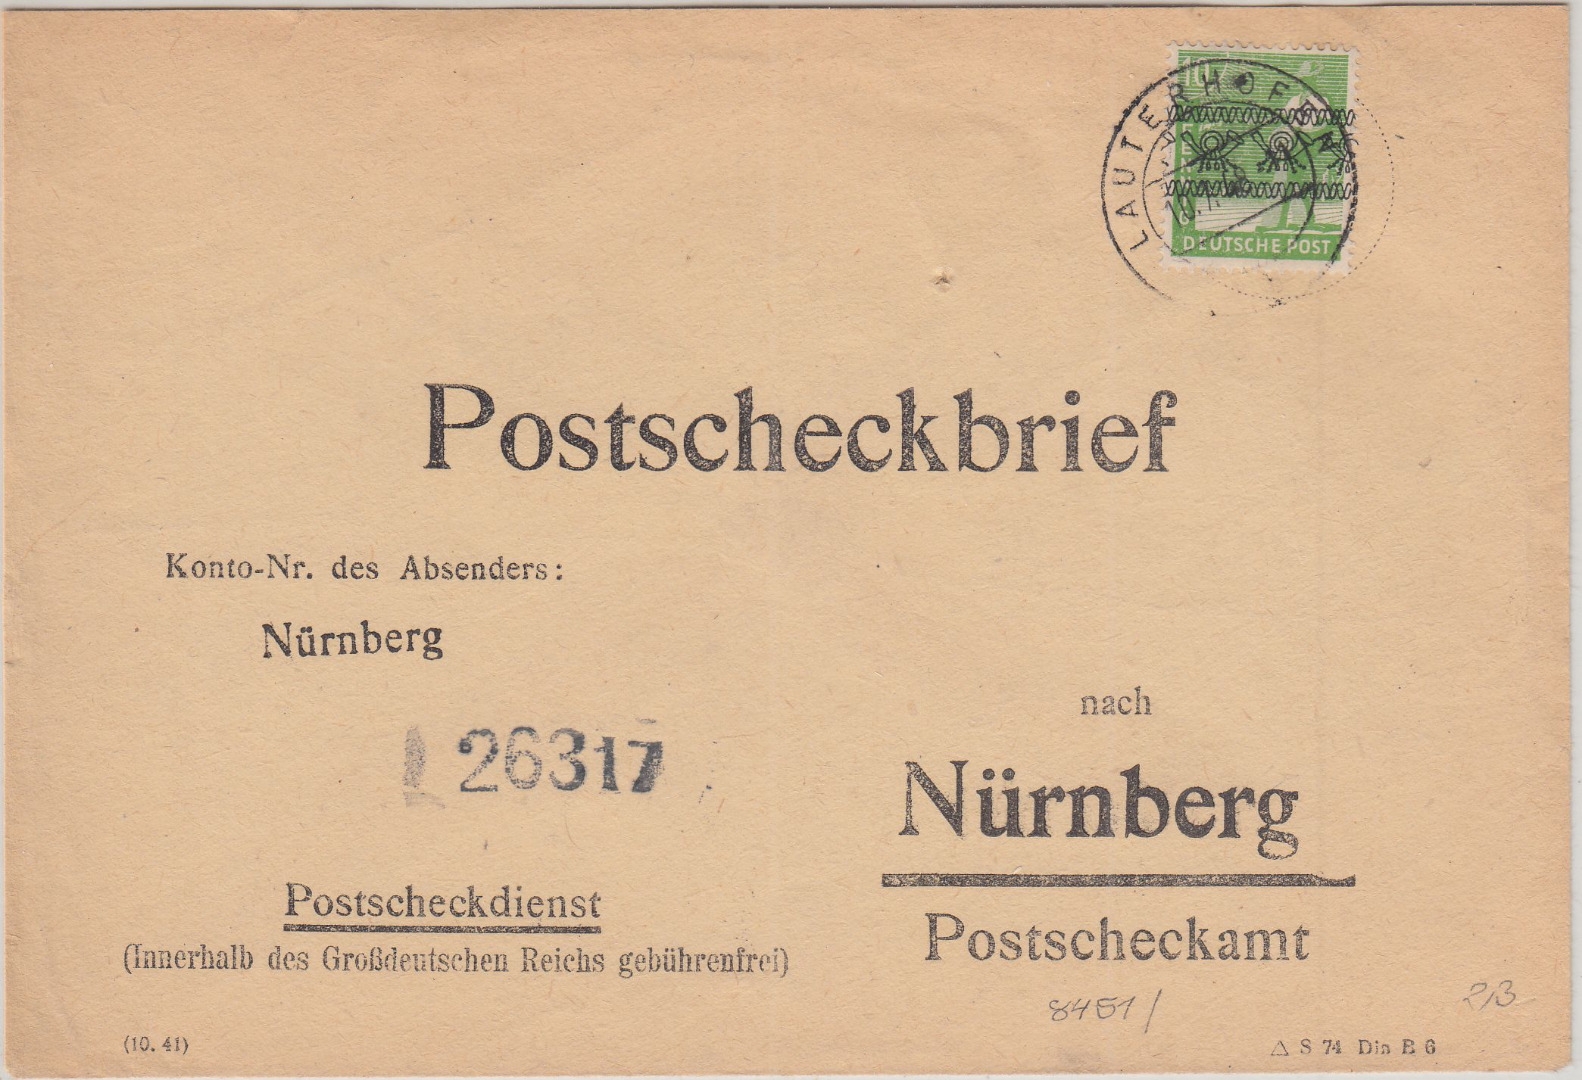 10
LAUTERHOFEN
DEUTSCHE POST
Postscheckbrief
Konto-Nr. des Absenders:
Nürnberg
26317
nach
Nürnberg
Postscheckdienst
(Innerhalb des Großdeutschen Reichs gebührenfrei)
Postscheckamt
8451/
(10. 41)
△ S 74 Din B 6